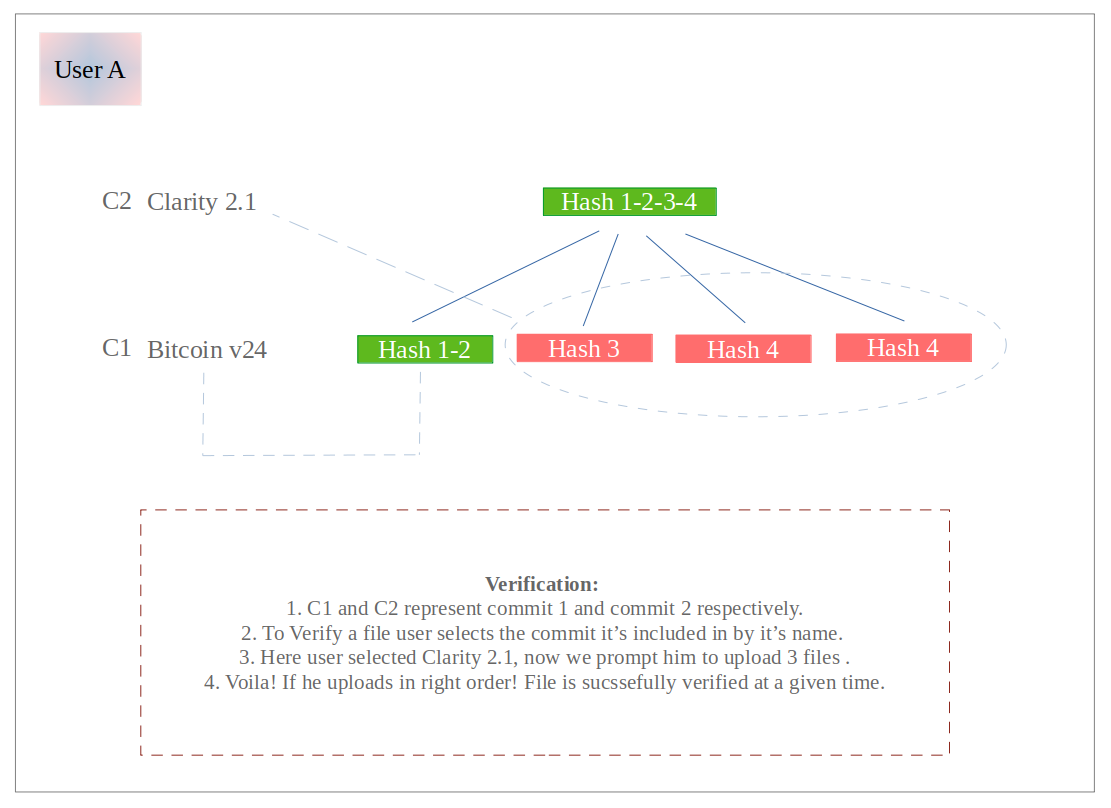 User A
C2 Clarity 2.1
Hash 1-2-3-4
C1 Bitcoin v24
Hash 1-2
Hash 3
Hash 4
Hash 4
Verification:
1. C1 and C2 represent commit 1 and commit 2 respectively.
2. To Verify a file user selects the commit it’s included in by it’s name.
3. Here user selected Clarity 2.1, now we prompt him to upload 3 files .
4. Voila! If he uploads in right order! File is sucssefully verified at a given time.